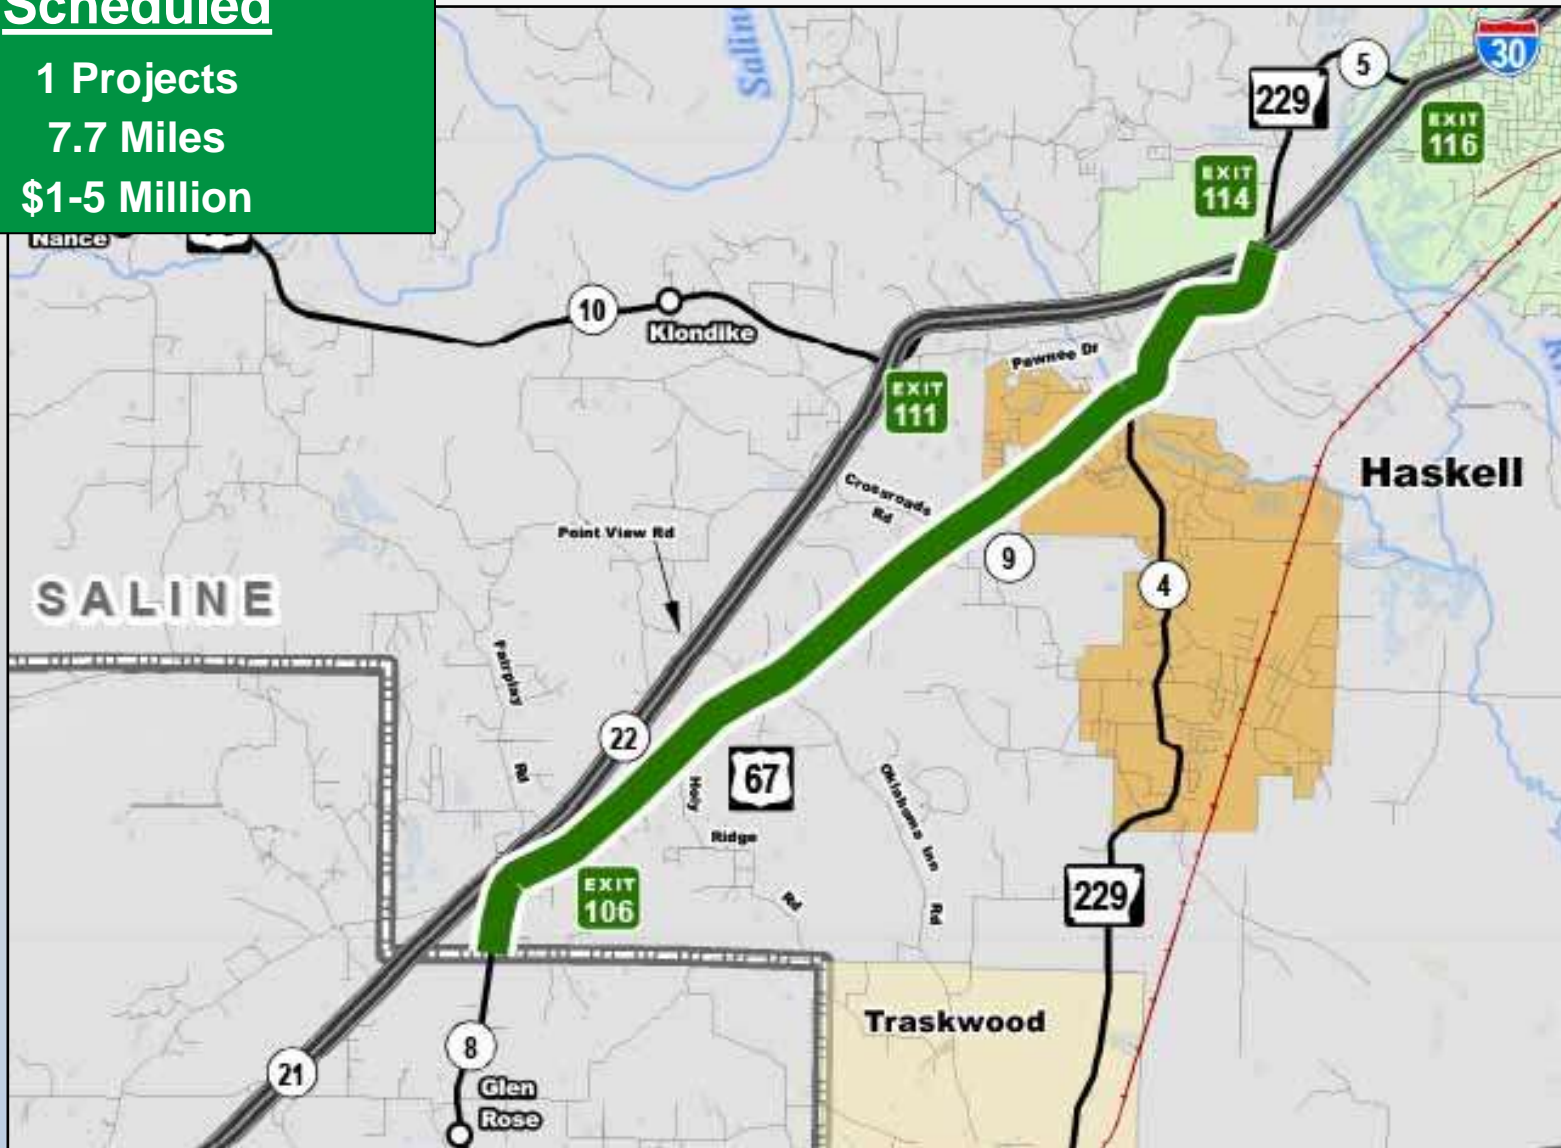 Scheduled
1 Projects
7.7 Miles
$1-5 Million
Saline
30
5
229
EXIT
116
EXIT
114
Nance
10
Klondike
Pawnee Dr
EXIT
111
Haskell
Crossroads
Rd
Point View Rd
9
4
SALINE
Fairplay
Rd
22
67
Holy
Ridge
Rd
Oklahoma Inn
Rd
EXIT
106
229
Traskwood
8
21
Glen
Rose